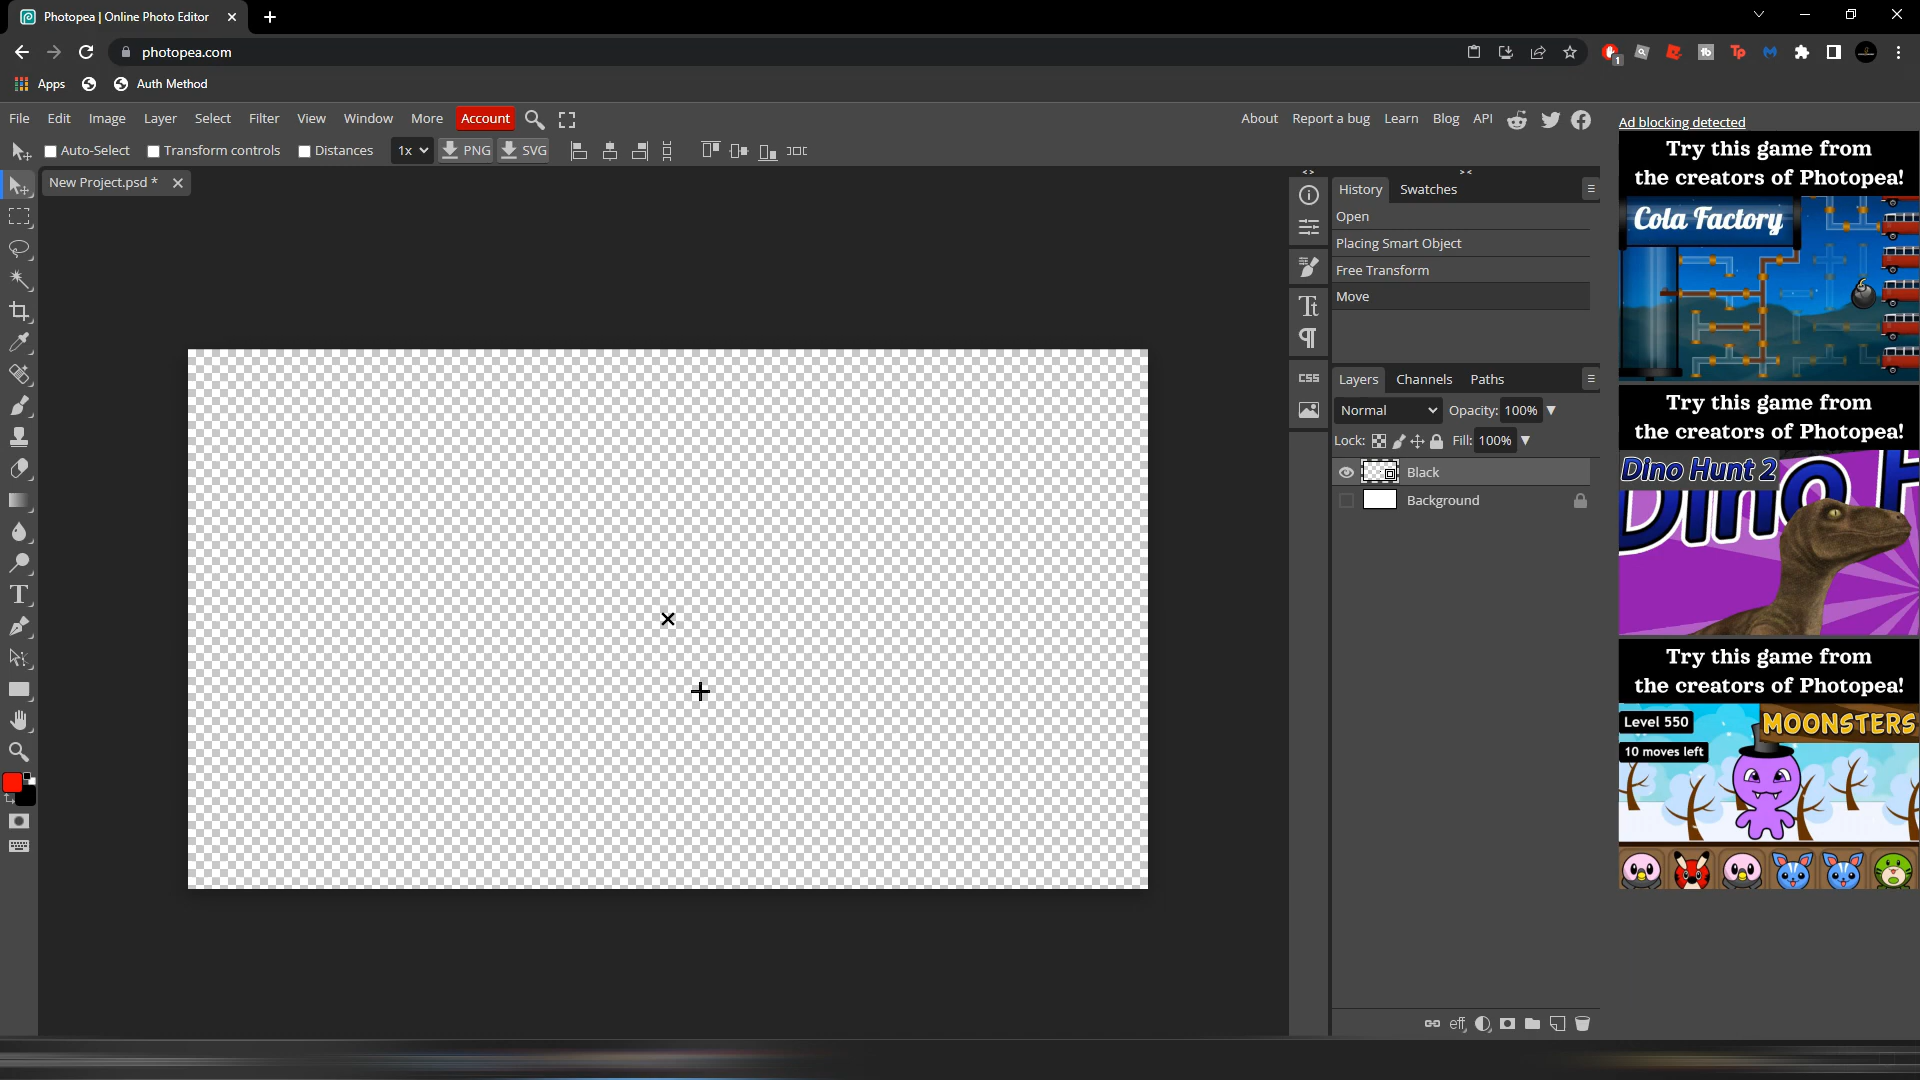 Photopea | Online Photo Editor
photopea.com
1
Apps
Auth Method
File Edit Image Layer Select Filter View Window More Account
About Report a bug Learn Blog API
Auto-Select Transform controls Distances 1x PNG SVG
New Project.psd *
History Swatches
Open
Placing Smart Object
Free Transform
Move
CSS
Layers Channels Paths
Normal Opacity: 100%
Lock: Fill: 100%
Black
Background
eff
Ad blocking detected
Try this game from
the creators of Photopea!
Cola Factory
Try this game from
the creators of Photopea!
Dino Hunt 2
Try this game from
the creators of Photopea!
Level 550
MOONSTERS
10 moves left